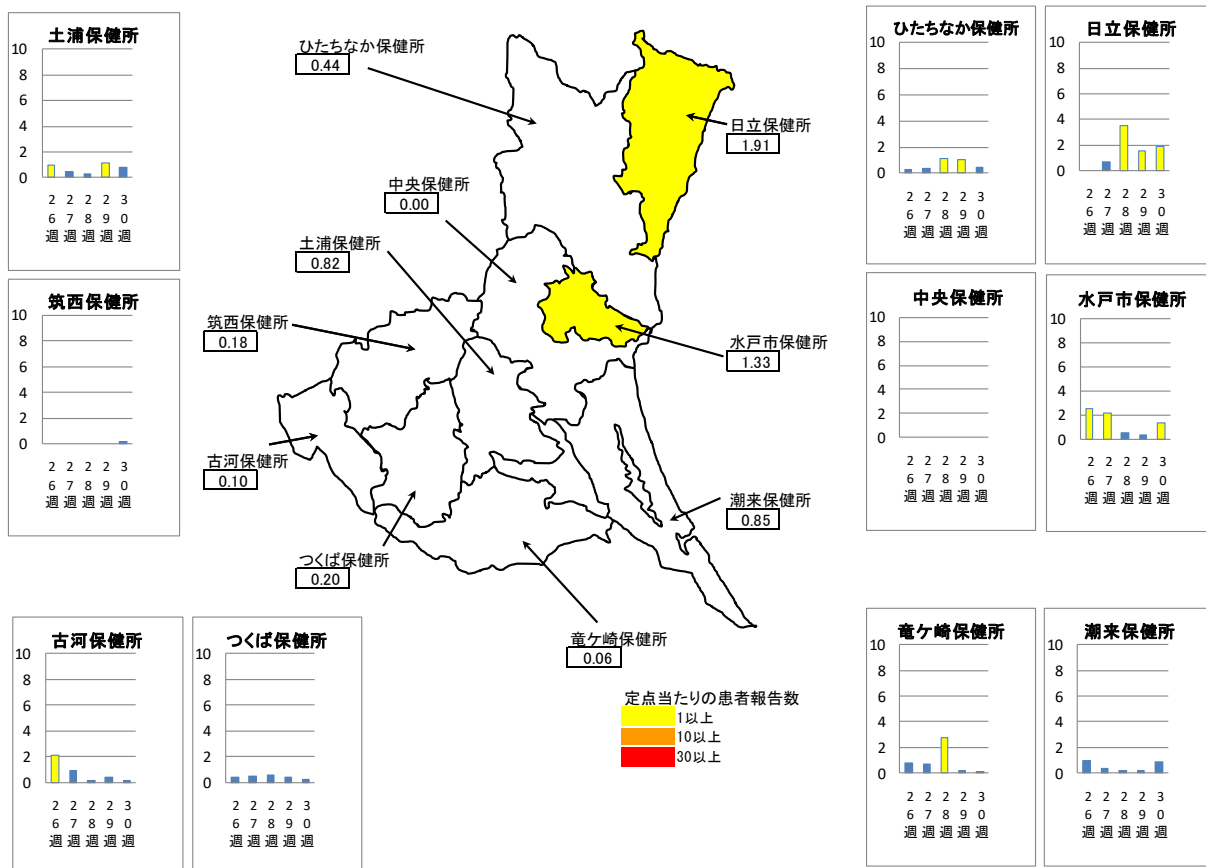 土浦保健所
10
8
6
4
2
0
26週
27週
28週
29週
30週
筑西保健所
10
8
6
4
2
0
26週
27週
28週
29週
30週
ひたちなか保健所
0.44
日立保健所
1.91
中央保健所
0.00
土浦保健所
0.82
筑西保健所
0.18
水戸市保健所
1.33
古河保健所
0.10
潮来保健所
0.85
つくば保健所
0.20
竜ケ崎保健所
0.06
定点当たりの患者報告数
1以上
10以上
30以上
ひたちなか保健所
10
8
6
4
2
0
26週
27週
28週
29週
30週
日立保健所
10
8
6
4
2
0
26週
27週
28週
29週
30週
中央保健所
10
8
6
4
2
0
26週
27週
28週
29週
30週
水戸市保健所
10
8
6
4
2
0
26週
27週
28週
29週
30週
古河保健所
10
8
6
4
2
0
26週
27週
28週
29週
30週
つくば保健所
10
8
6
4
2
0
26週
27週
28週
29週
30週
竜ケ崎保健所
10
8
6
4
2
0
26週
27週
28週
29週
30週
潮来保健所
10
8
6
4
2
0
26週
27週
28週
29週
30週